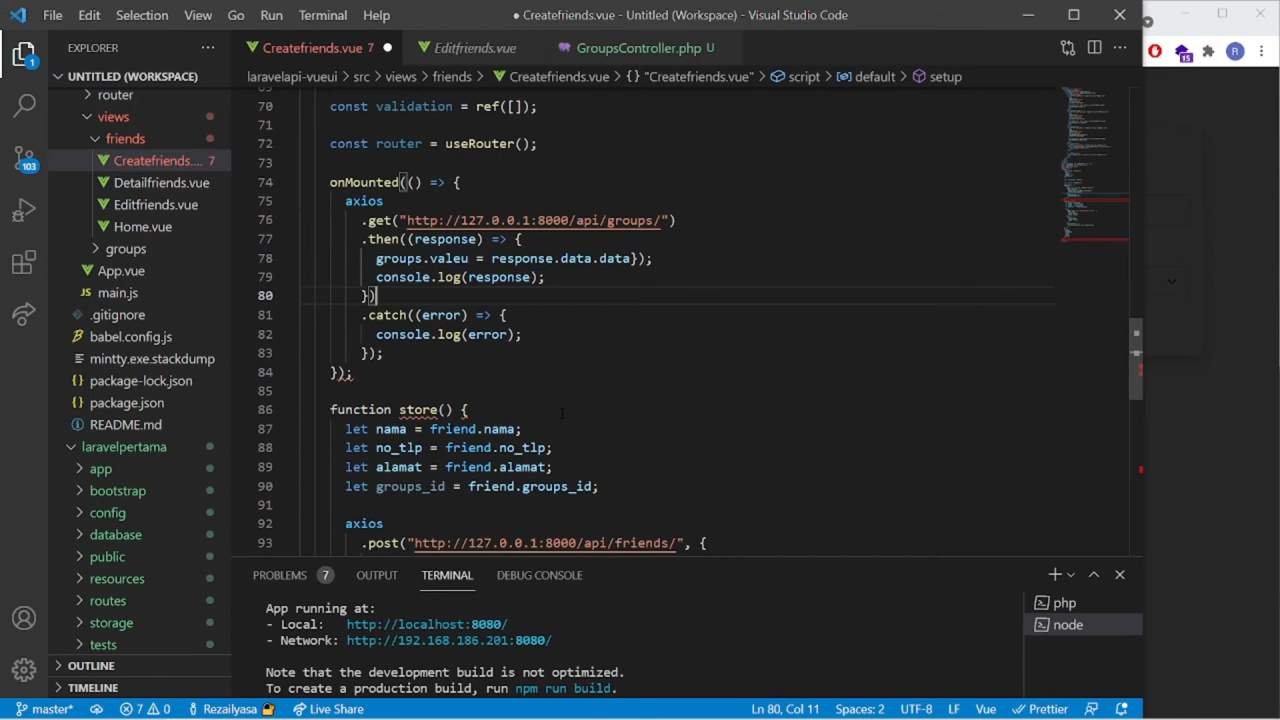 File Edit Selection View Go Run Terminal Help
● Createfriends.vue - Untitled (Workspace) - Visual Studio Code
EXPLORER
Createfriends.vue 7
Editfriends.vue
GroupsController.php U
UNTITLED (WORKSPACE)
laravelapi-vueui > src > views > friends > Createfriends.vue > {} "Createfriends.vue" > script > default > setup
1
103
15
R
router
views
friends
Createfriends.... 7
Detailfriends.vue
Editfriends.vue
Home.vue
groups
App.vue
main.js
.gitignore
babel.config.js
mintty.exe.stackdump
package-lock.json
package.json
README.md
laravelpertama
app
bootstrap
config
database
public
resources
routes
storage
tests
OUTLINE
TIMELINE
69
70 const validation = ref([]);
71
72 const router = useRouter();
73
74 onMounted(() => {
75 axios
76 .get("http://127.0.0.1:8000/api/groups/")
77 .then((response) => {
78 groups.valeu = response.data.data});
79 console.log(response);
80 })
81 .catch((error) => {
82 console.log(error);
83 });
84 });
85
86 function store() {
87 let nama = friend.nama;
88 let no_tlp = friend.no_tlp;
89 let alamat = friend.alamat;
90 let groups_id = friend.groups_id;
91
92 axios
93 .post("http://127.0.0.1:8000/api/friends/", {
PROBLEMS 7 OUTPUT TERMINAL DEBUG CONSOLE
App running at:
- Local: http://localhost:8080/
- Network: http://192.168.186.201:8080/
Note that the development build is not optimized.
To create a production build, run npm run build.
php
node
master* 7 0 Rezailyasa Live Share Ln 80, Col 11 Spaces: 2 UTF-8 LF Vue Prettier